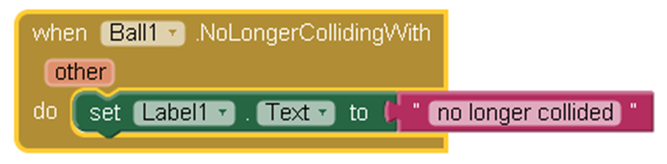 when Ball1 .NoLongerCollidingWith
other
do set Label1 . Text to " no longer collided "